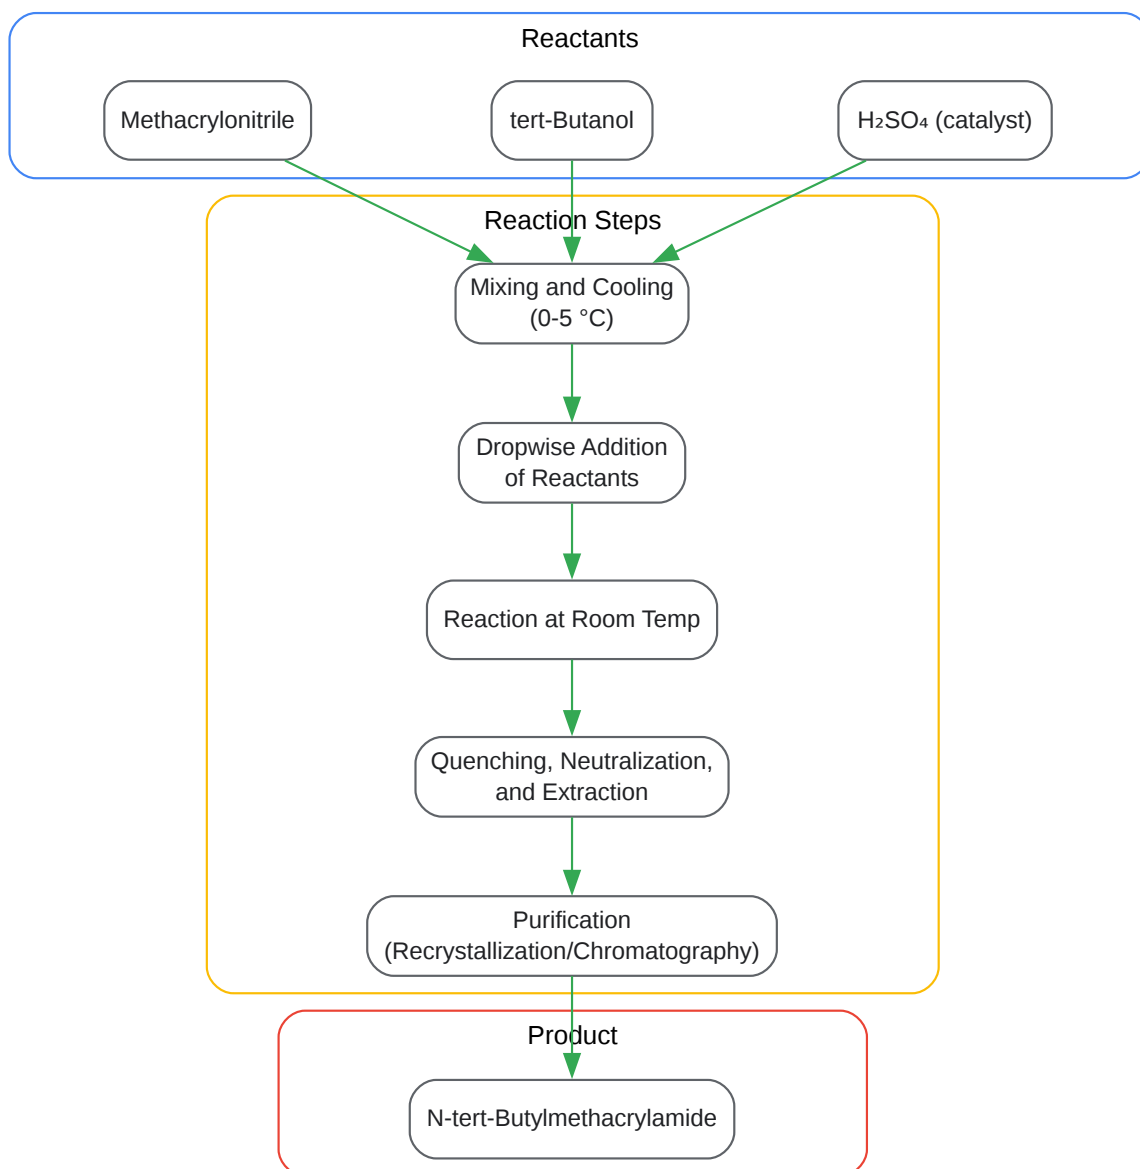 Reactants
Methacrylonitrile
tert-Butanol
H₂SO₄ (catalyst)
Reaction Steps
Mixing and Cooling
(0-5 °C)
Dropwise Addition
of Reactants
Reaction at Room Temp
Quenching, Neutralization,
and Extraction
Purification
(Recrystallization/Chromatography)
Product
N-tert-Butylmethacrylamide